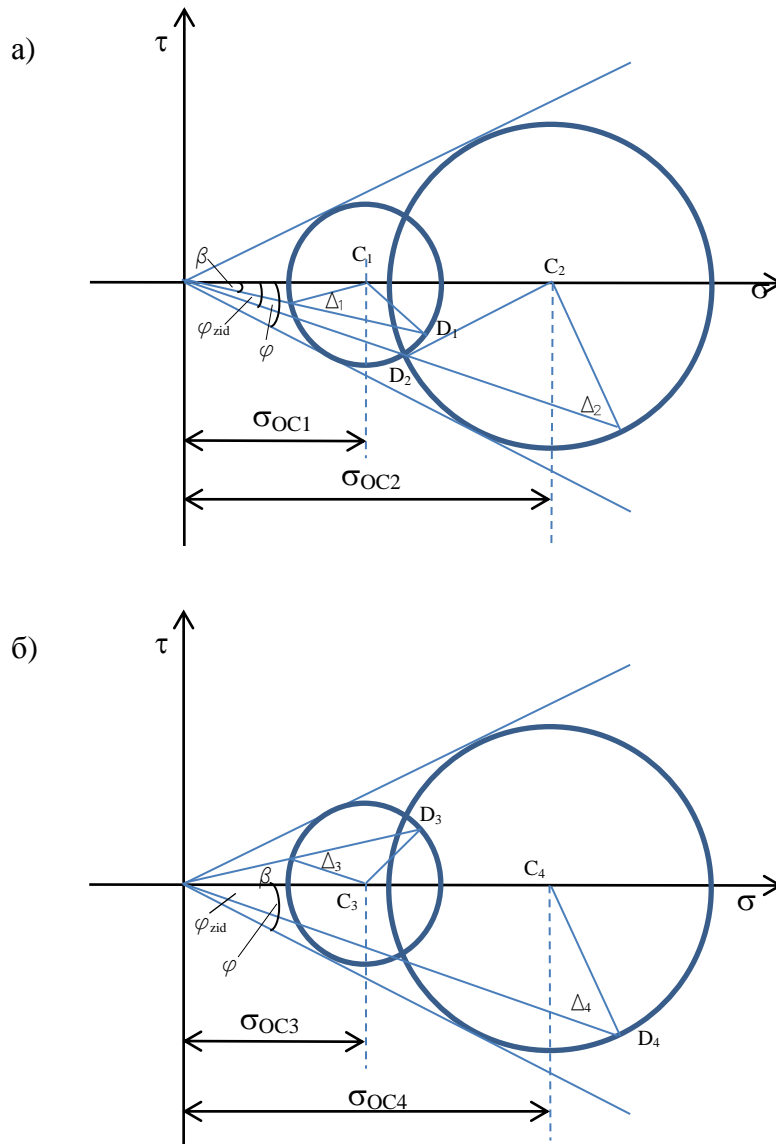 а)
τ
β
C₁
C₂
σ
Δ₁
φzid
φ
D₁
D₂
Δ₂
σOC1
σOC2
б)
τ
D₃
Δ₃
β
C₃
C₄
σ
φzid
φ
Δ₄
D₄
σOC3
σOC4